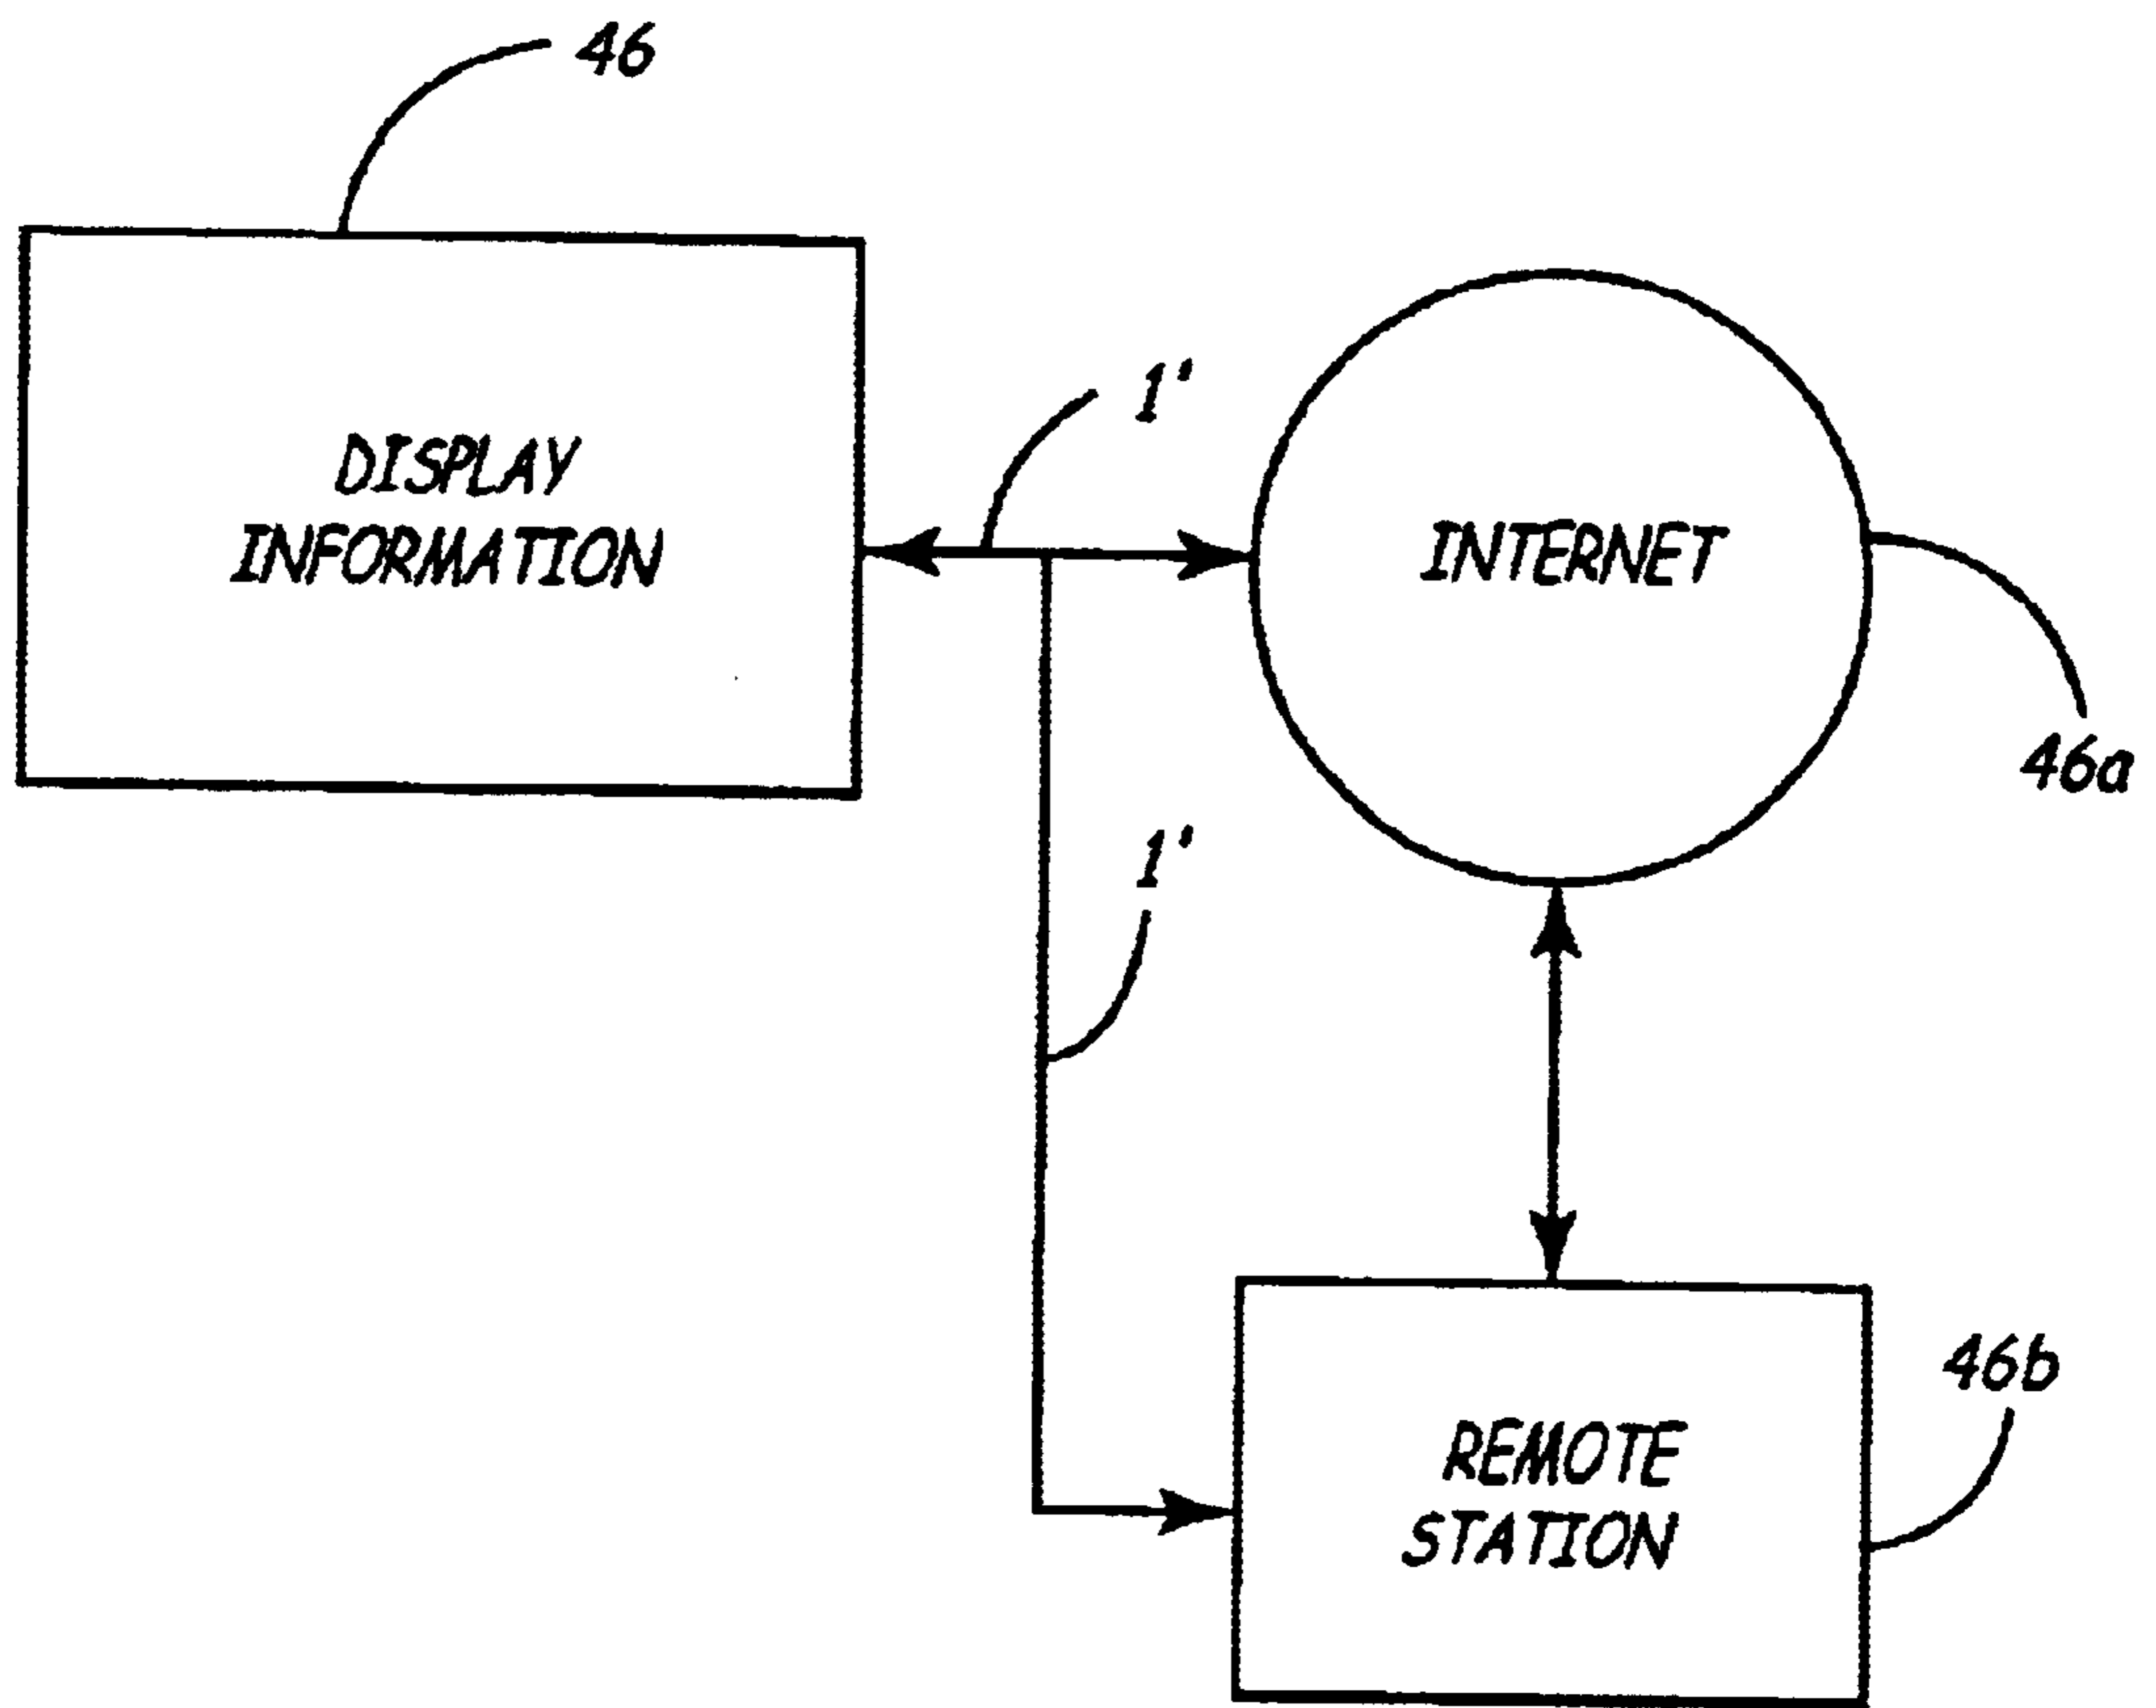 46
DISPLAY
INFORMATION
1'
INTERNET
46a
1'
46b
REMOTE
STATION